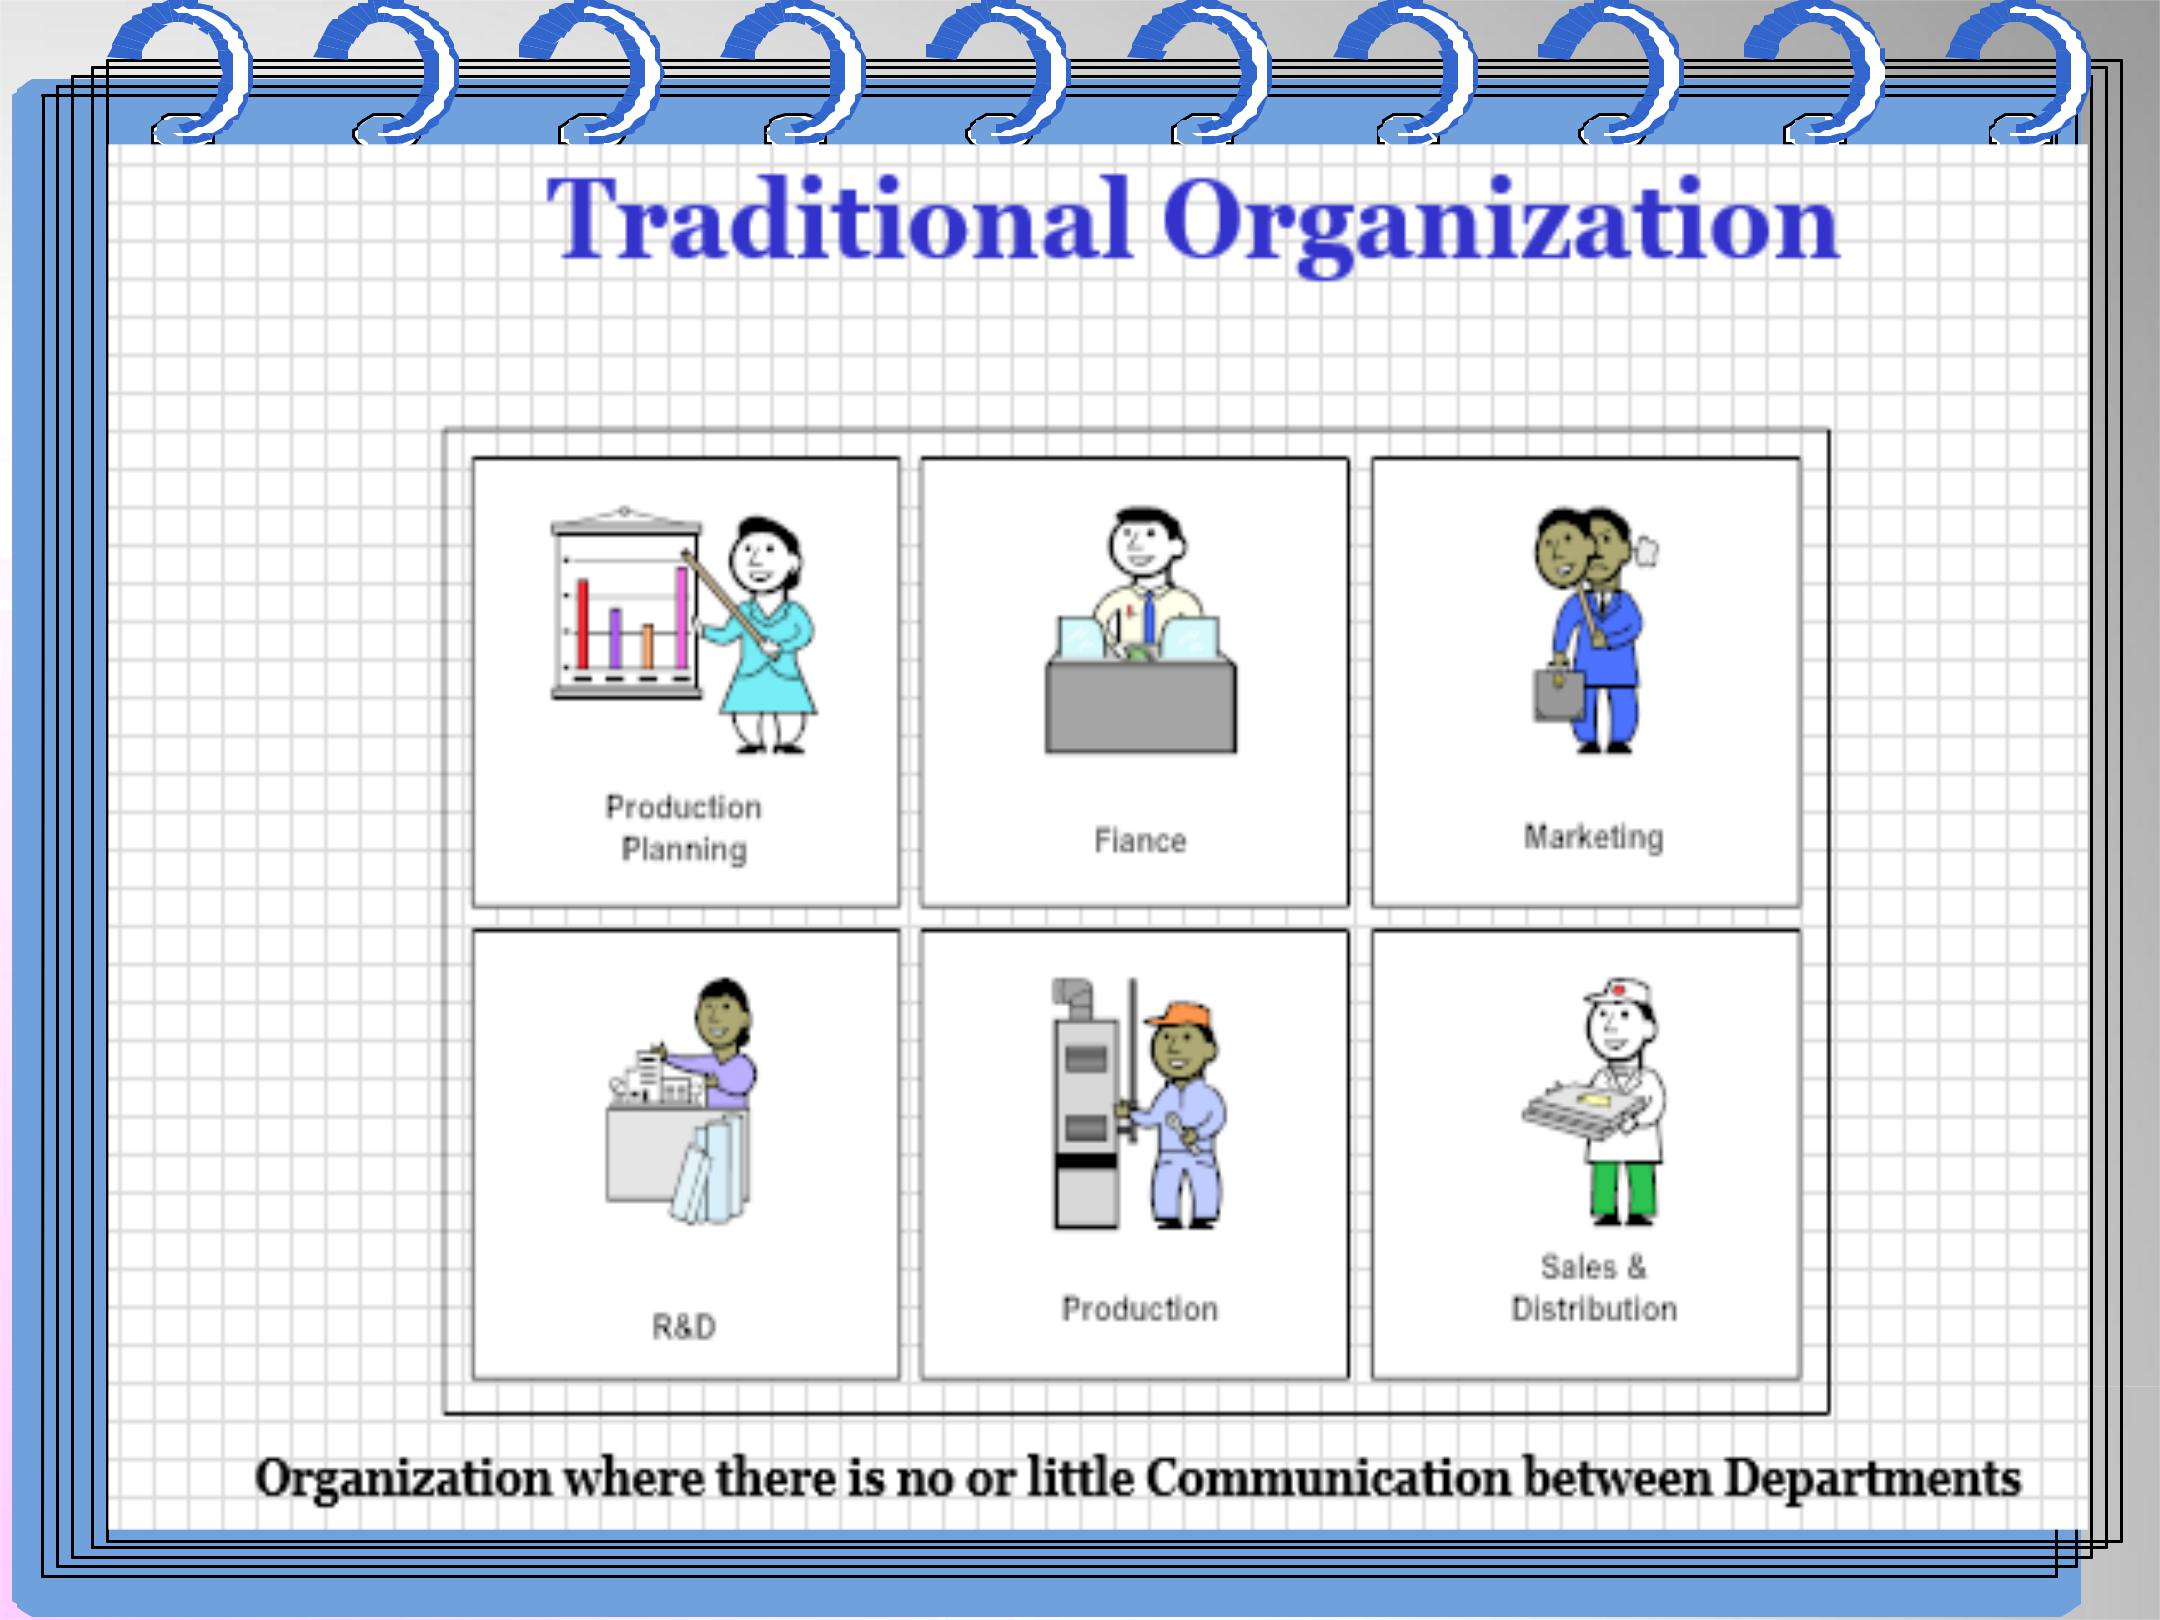 Traditional Organization
Production
Planning
Fiance
Marketing
R&D
Production
Sales &
Distribution
Organization where there is no or little Communication between Departments